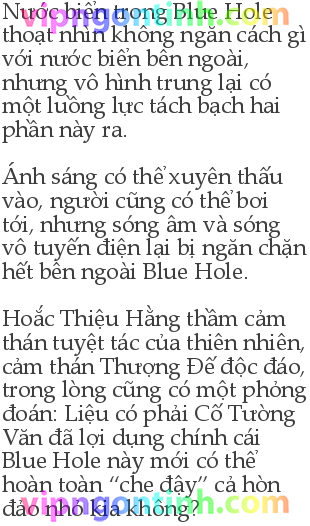 Nước biển trong Blue Hole
thoạt nhìn không ngăn cách gì
với nước biển bên ngoài,
nhưng vô hình trung lại có
một luồng lực tách bạch hai
phần này ra.
Ánh sáng có thể xuyên thấu
vào, người cũng có thể bơi
tới, nhưng sóng âm và sóng
vô tuyến điện lại bị ngăn chặn
hết bên ngoài Blue Hole.
Hoắc Thiệu Hằng thầm cảm
thán tuyệt tác của thiên nhiên,
cảm thán Thượng Đế độc đáo,
trong lòng cũng có một phỏng
đoán: Liệu có phải Cố Tường
Văn đã lợi dụng chính cái
Blue Hole này mới có thể
hoàn toàn “che đậy” cả hòn
đảo nhỏ kia không?
vipngontinh.com
vipngontinh.com